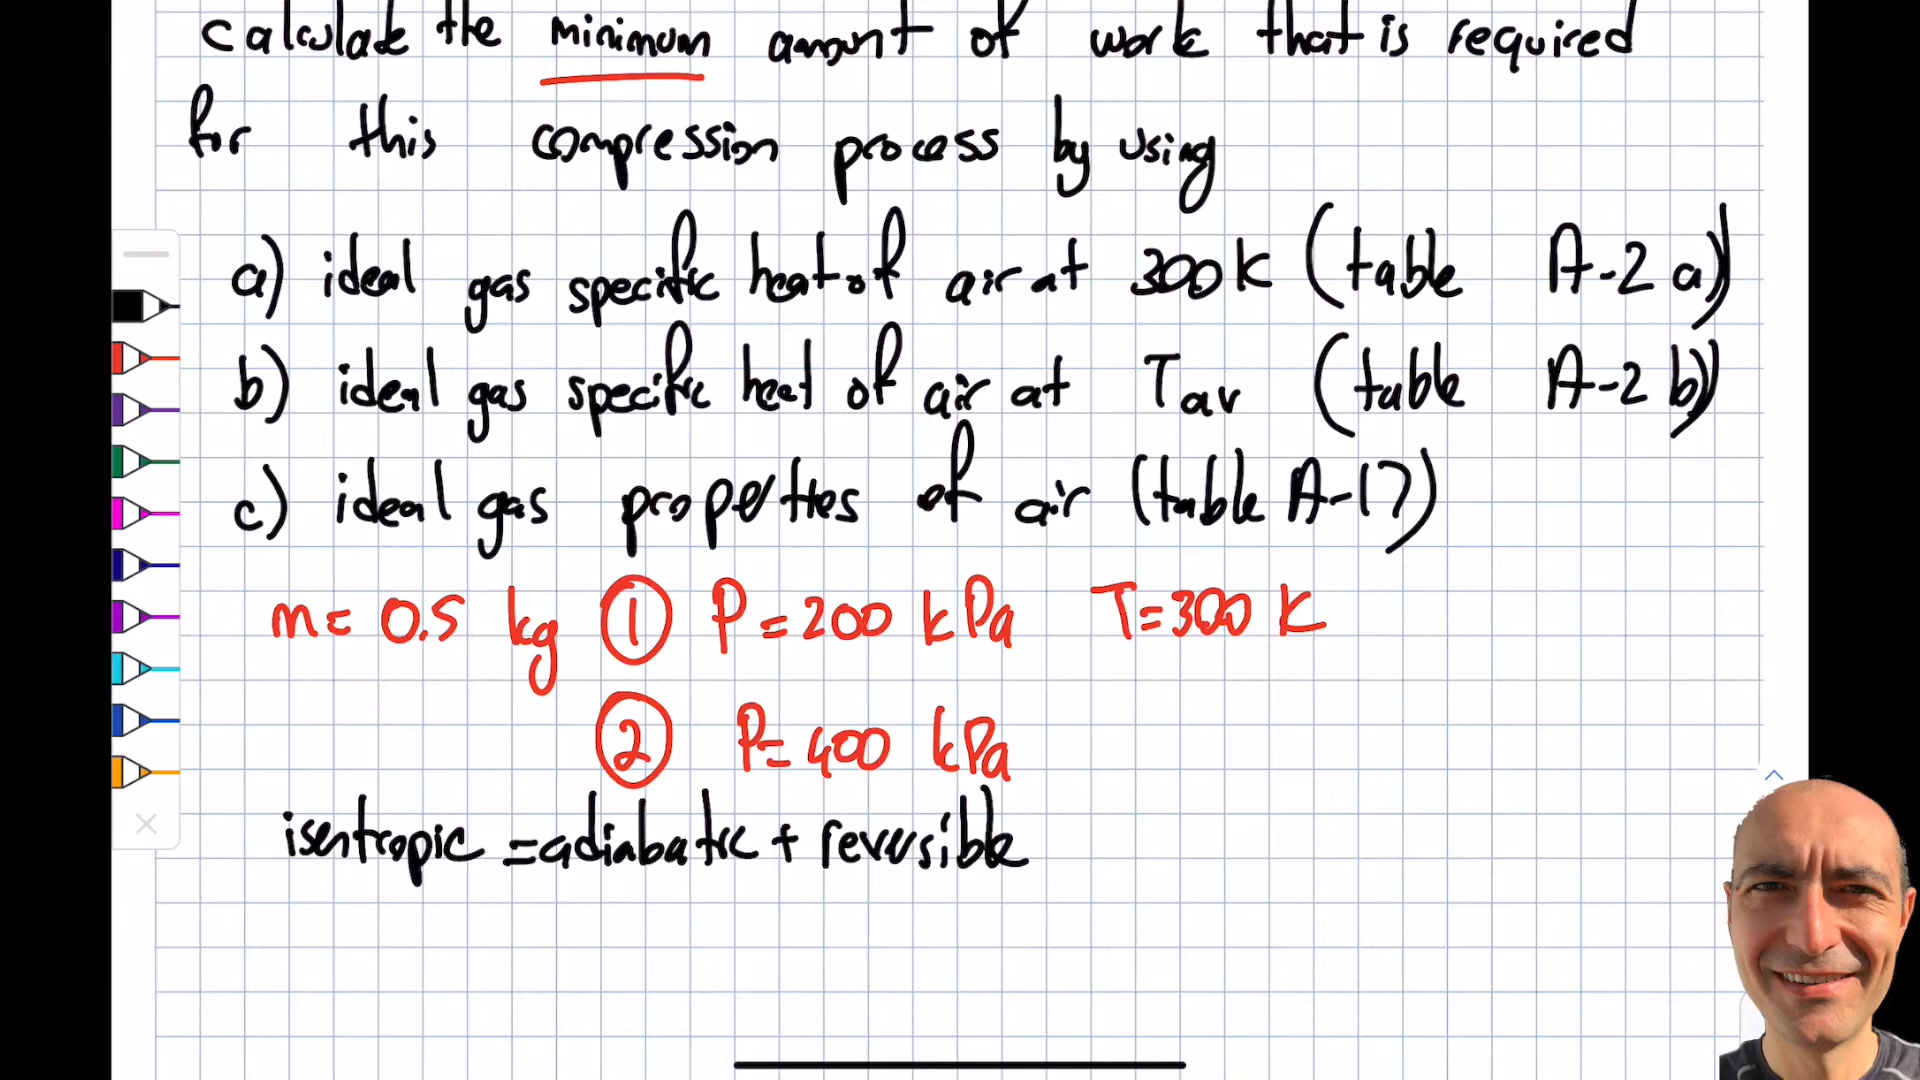 calculate the minimum amount of work that is required
for this compression process by using
a) ideal gas specific heat of air at 300K (table A-2 a)
b) ideal gas specific heat of air at Tav (table A-2 b)
c) ideal gas properties of air (table A-17)
m= 0.5 kg ① P=200 kPa T=300 K
② P=400 kPa
isentropic =adiabatic + reversible